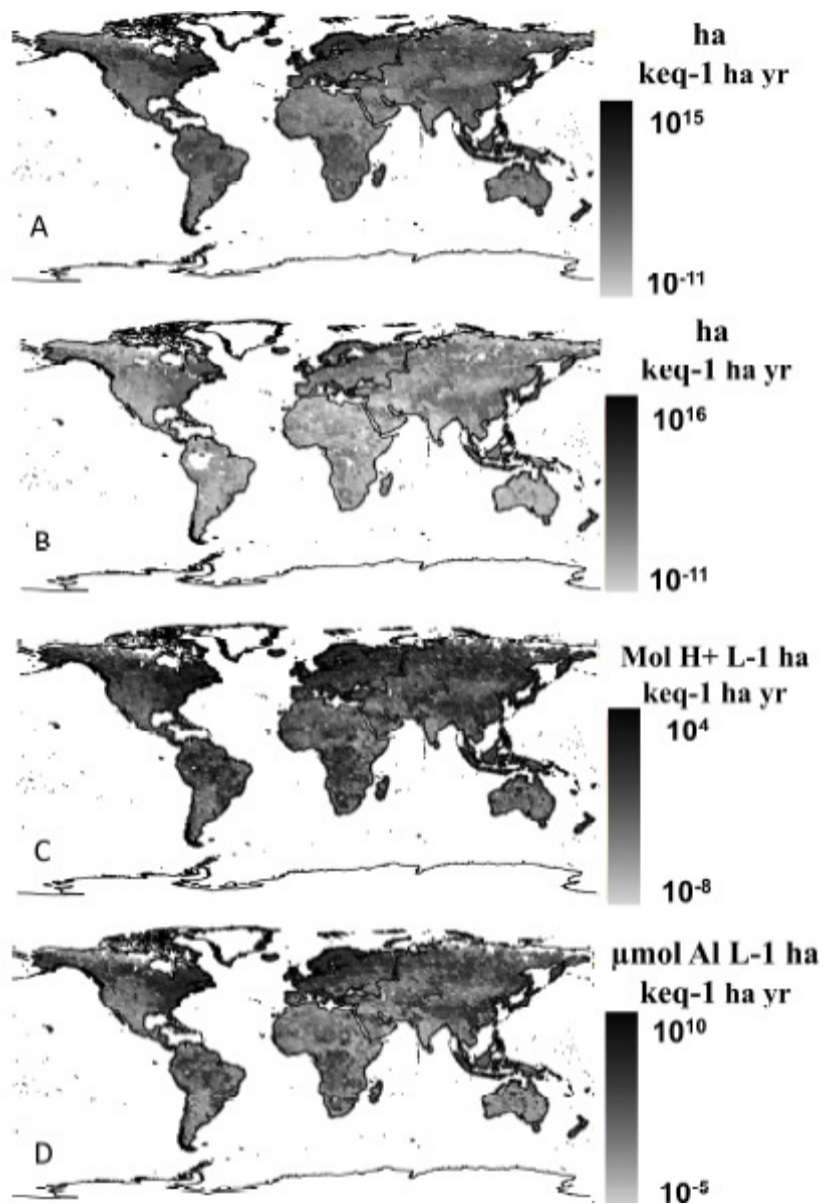 ha
keq-1 ha yr
10¹⁵
A
10⁻¹¹
ha
keq-1 ha yr
10¹⁶
B
10⁻¹¹
Mol H+ L-1 ha
keq-1 ha yr
10⁴
C
10⁻⁸
µmol Al L-1 ha
keq-1 ha yr
10¹⁰
D
10⁻⁵